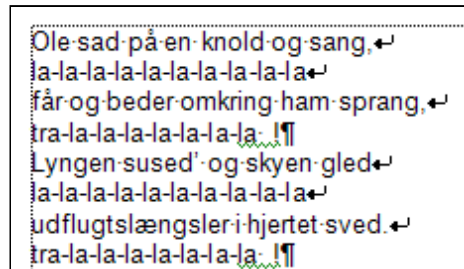 Ole sad på en knold og sang,
la-la-la-la-la-la-la-la-la-la
får og beder omkring ham sprang,
tra-la-la-la-la-la-la-la !
Lyngen sused' og skyen gled
la-la-la-la-la-la-la-la-la-la
udflugtslængsler i hjertet sved.
tra-la-la-la-la-la-la-la !